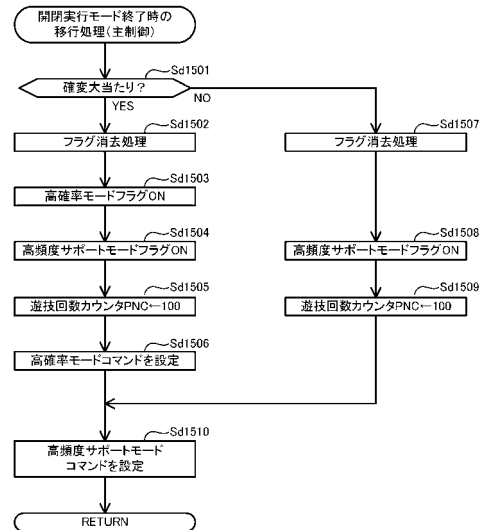 開閉実行モード終了時の
移行処理(主制御)
Sd1501
確変大当たり？
YES
NO
Sd1502
フラグ消去処理
Sd1503
高確率モードフラグON
Sd1504
高頻度サポートモードフラグON
Sd1505
遊技回数カウンタPNC←100
Sd1506
高確率モードコマンドを設定
Sd1507
フラグ消去処理
Sd1508
高頻度サポートモードフラグON
Sd1509
遊技回数カウンタPNC←100
Sd1510
高頻度サポートモード
コマンドを設定
RETURN